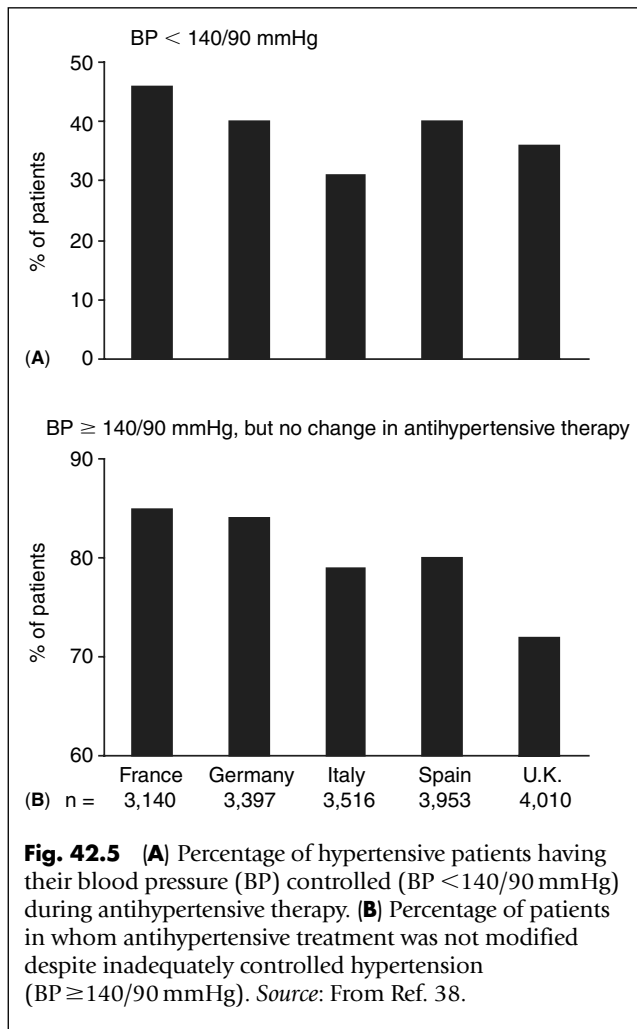 BP < 140/90 mmHg
50
40
30
20
10
0
% of patients
(A)
BP ≥ 140/90 mmHg, but no change in antihypertensive therapy
90
80
70
60
% of patients
France Germany Italy Spain U.K.
(B) n = 3,140 3,397 3,516 3,953 4,010
Fig. 42.5 (A) Percentage of hypertensive patients having
their blood pressure (BP) controlled (BP <140/90 mmHg)
during antihypertensive therapy. (B) Percentage of patients
in whom antihypertensive treatment was not modified
despite inadequately controlled hypertension
(BP ≥140/90 mmHg). Source: From Ref. 38.